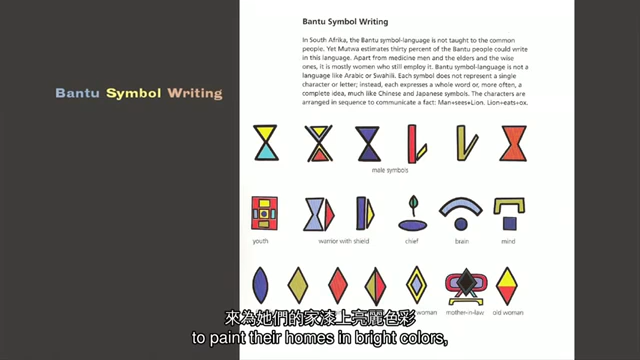 Bantu Symbol Writing
Bantu Symbol Writing
In South Afrika, the Bantu symbol-language is not taught to the common
people. Yet Mutwa estimates thirty percent of the Bantu people could write
in this language. Apart from medicine men and the elders and the wise
ones, it is mostly women who still employ it. Bantu symbol-language is not a
language like Arabic or Swahili. Each symbol does not represent a single
character or letter; instead, each expresses a whole word or, more often, a
complete idea, much like Chinese and Japanese symbols. The characters are
arranged in sequence to communicate a fact: Man+sees+Lion. Lion+eats+ox.
male symbols
youth warrior with shield chief brain mind
woman mother-in-law old woman
來為她們的家漆上亮麗色彩
to paint their homes in bright colors,